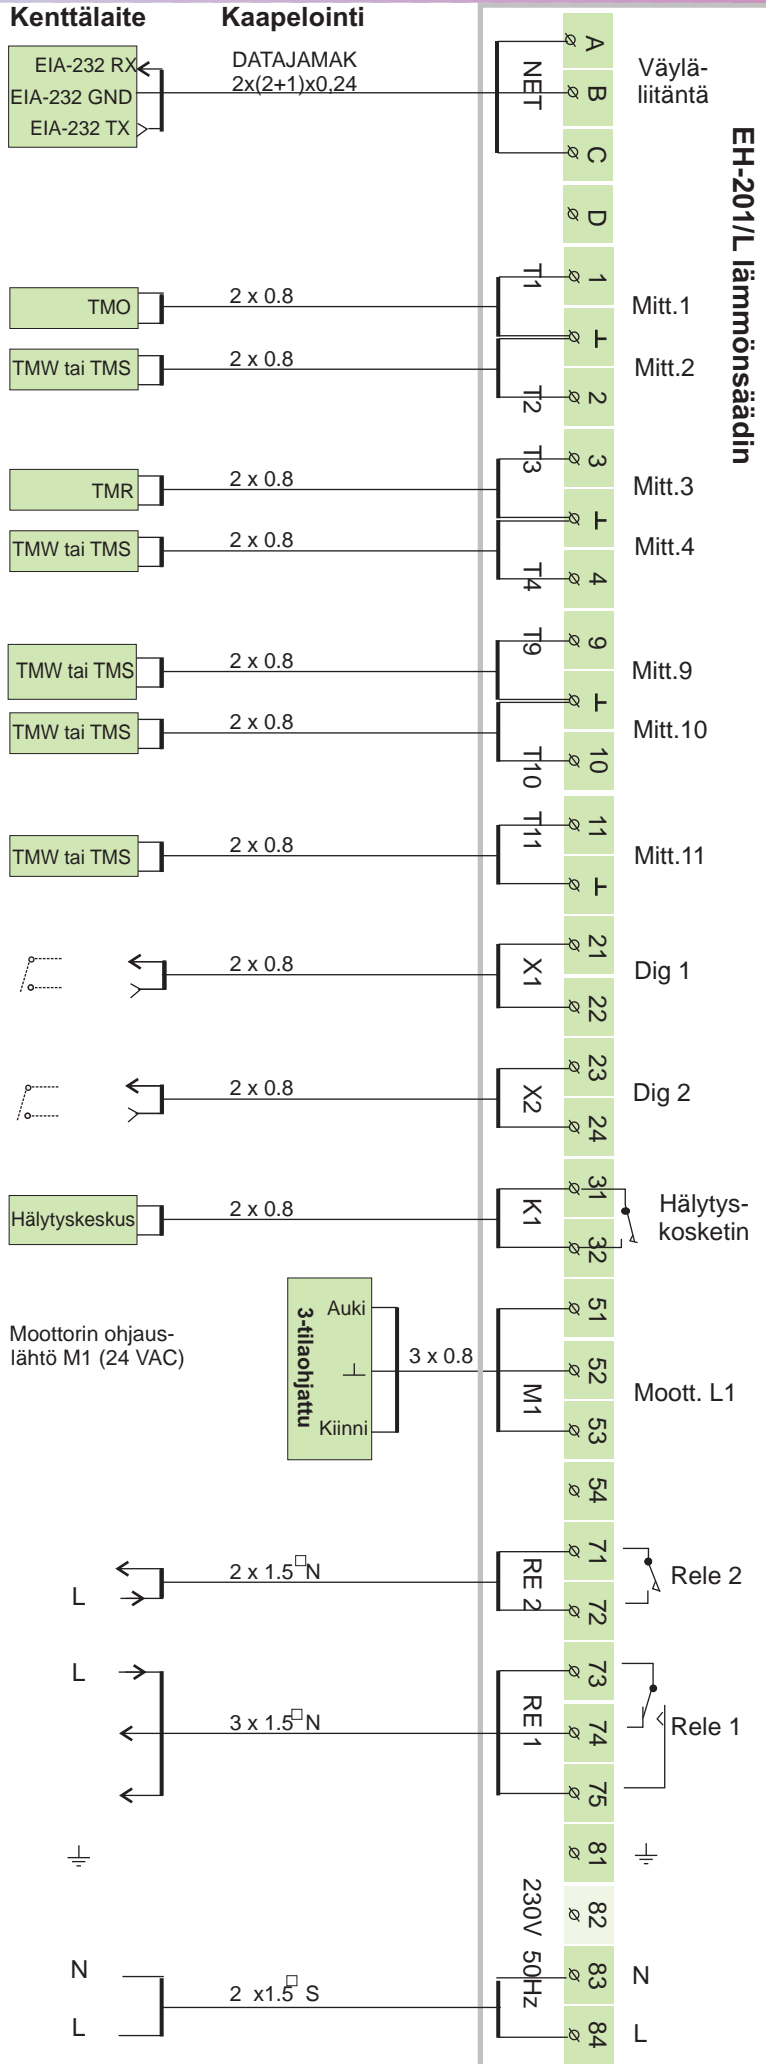 Kenttälaite
Kaapelointi
EIA-232 RX
EIA-232 GND
EIA-232 TX
DATAJAMAK
2x(2+1)x0,24
NET
A
B
C
D
Väylä-
liitäntä
EH-201/L lämmönsäädin
TMO
2 x 0.8
T1
1
Mitt.1
TMW tai TMS
2 x 0.8
T2
2
Mitt.2
TMR
2 x 0.8
T3
3
Mitt.3
TMW tai TMS
2 x 0.8
T4
4
Mitt.4
TMW tai TMS
2 x 0.8
T9
9
Mitt.9
TMW tai TMS
2 x 0.8
T10
10
Mitt.10
TMW tai TMS
2 x 0.8
T11
11
Mitt.11
2 x 0.8
X1
21
22
Dig 1
2 x 0.8
X2
23
24
Dig 2
Hälytyskeskus
2 x 0.8
K1
31
32
Hälytys-
kosketin
Moottorin ohjaus-
lähtö M1 (24 VAC)
3-tilaohjattu
Auki
Kiinni
3 x 0.8
M1
51
52
53
54
Moott. L1
L
2 x 1.5□ N
RE 2
71
72
Rele 2
L
3 x 1.5□ N
RE 1
73
74
75
Rele 1
81
82
230V 50Hz
N
L
2 x1.5□ S
83
84
N
L